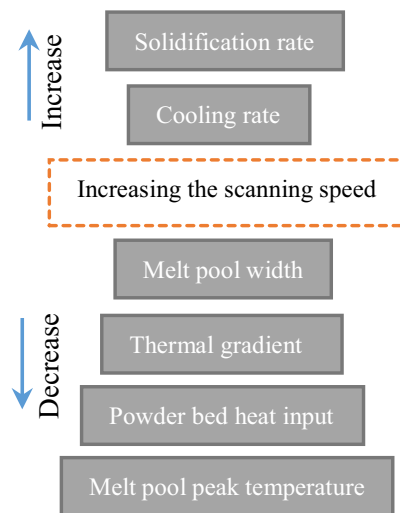 Solidification rate
Increase
Cooling rate
Increasing the scanning speed
Melt pool width
Decrease
Thermal gradient
Powder bed heat input
Melt pool peak temperature